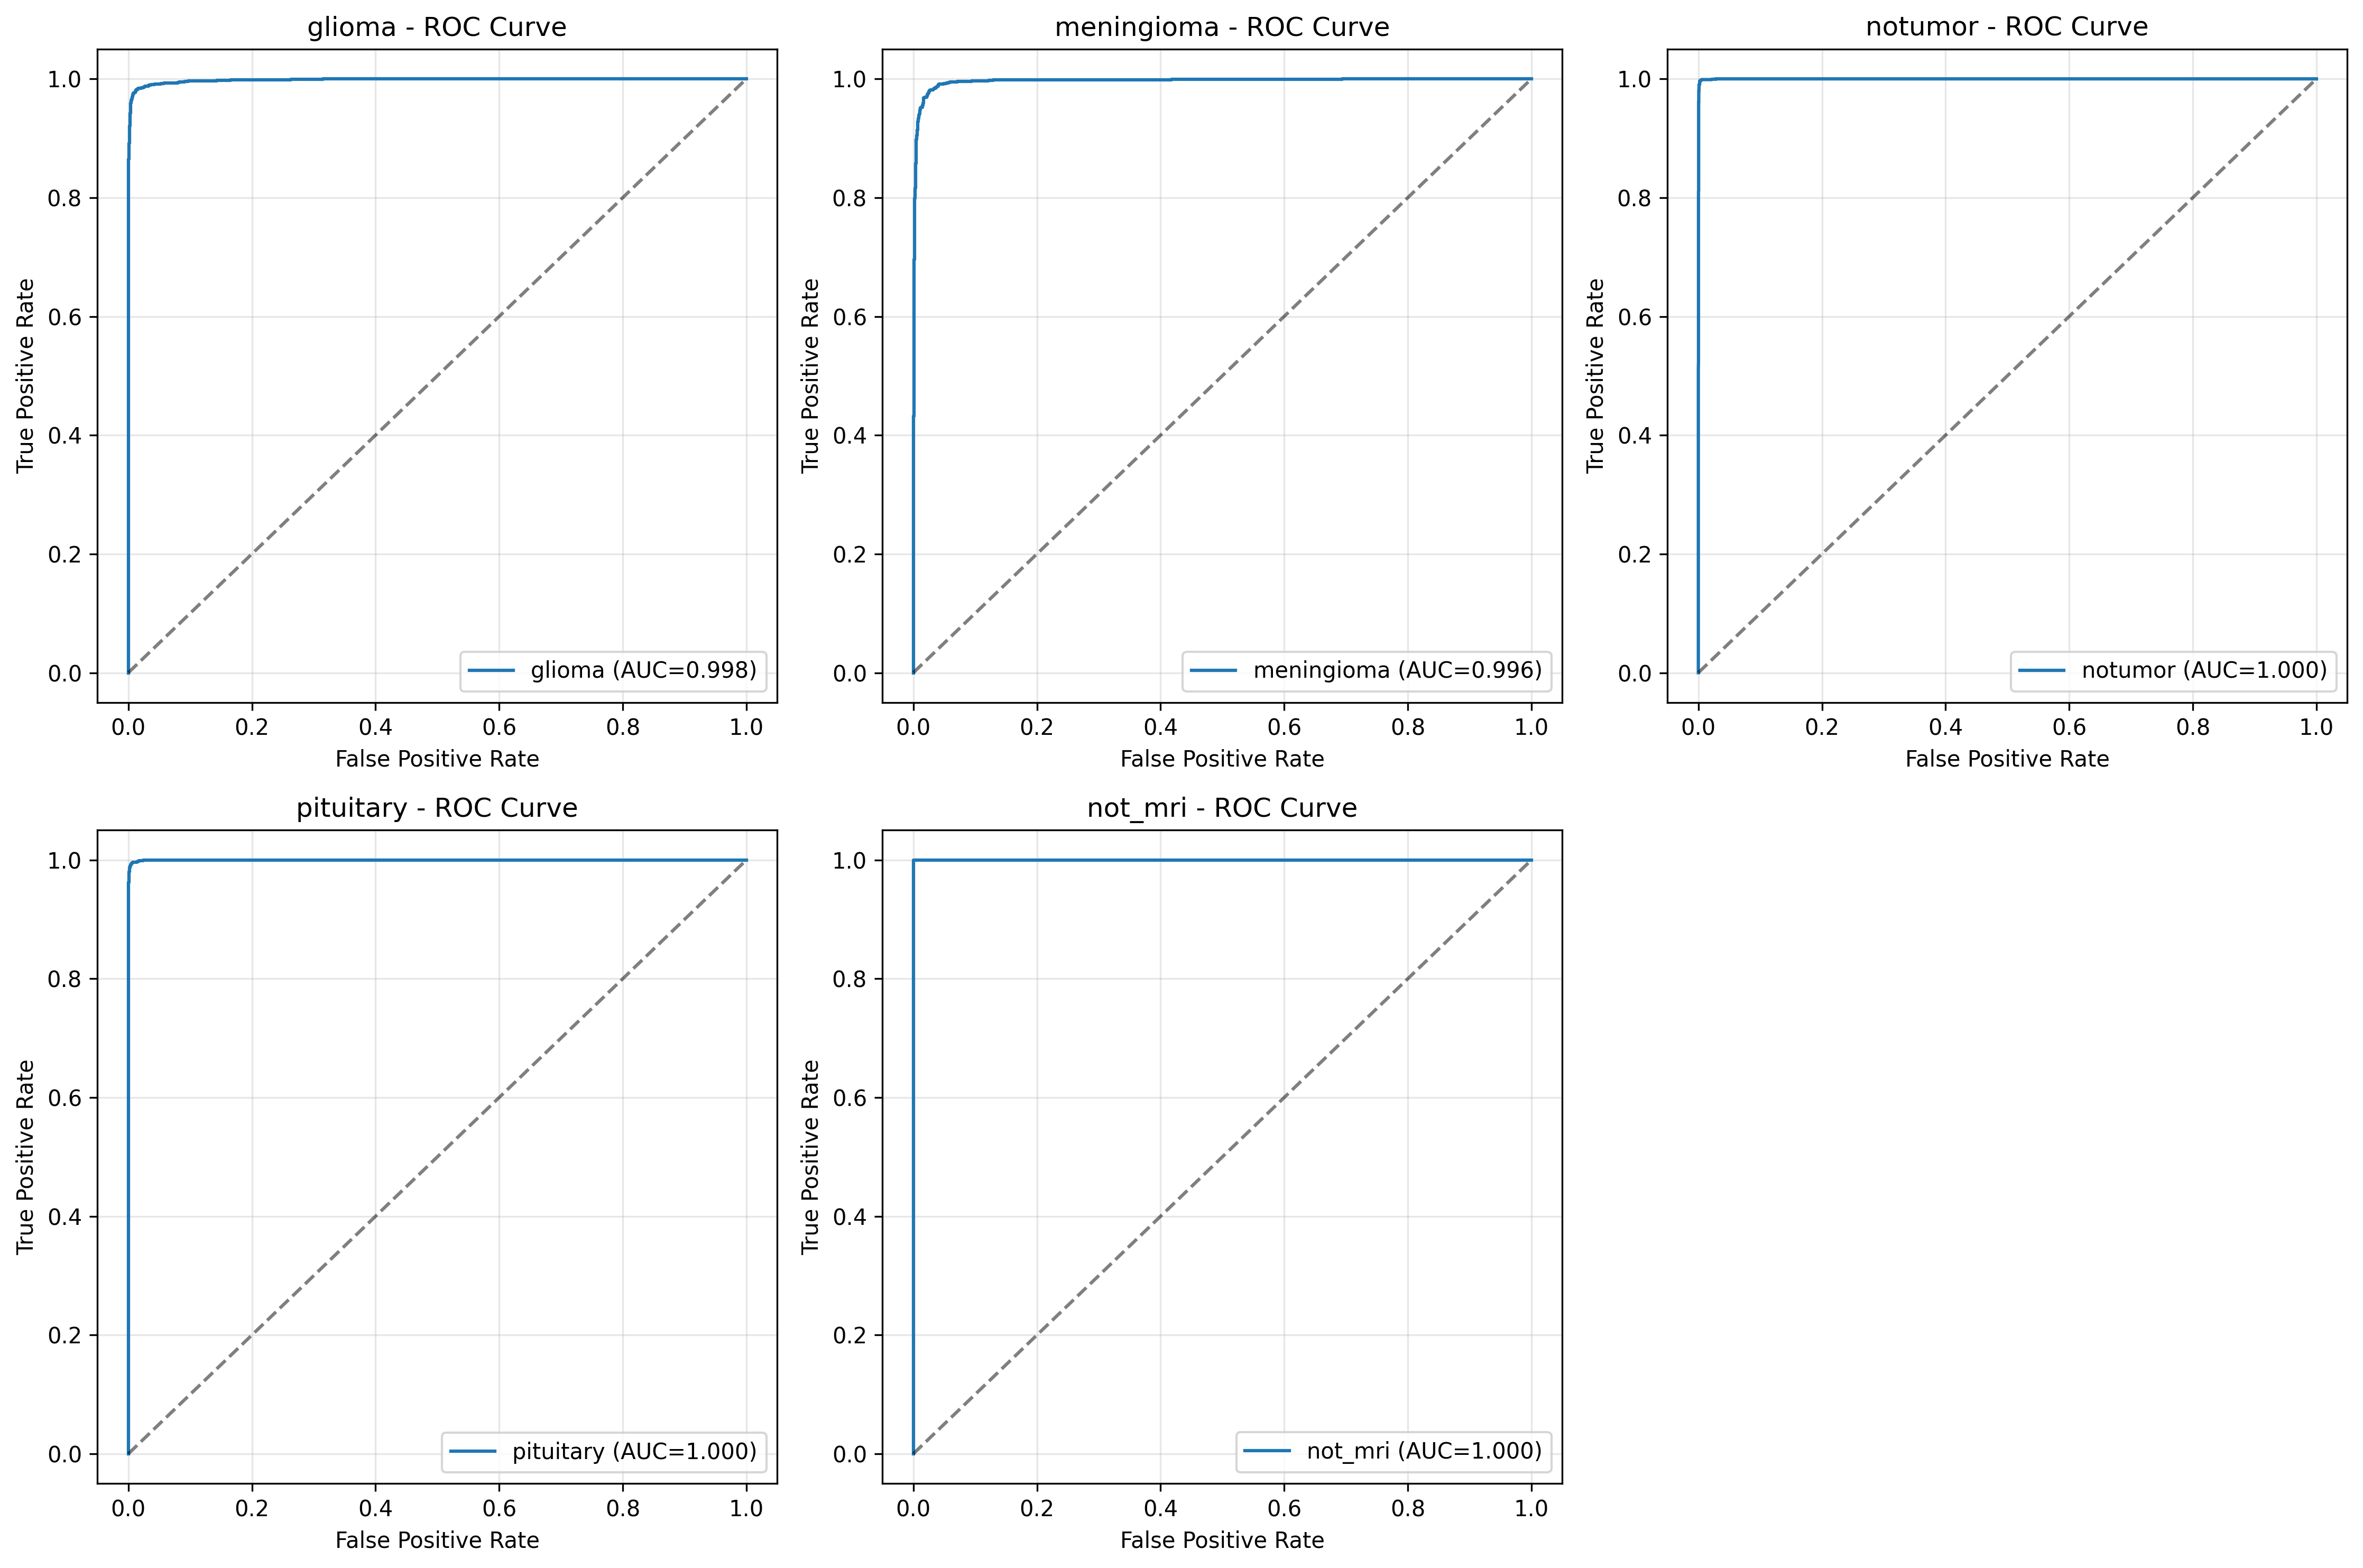 glioma - ROC Curve
True Positive Rate
1.0
0.8
0.6
0.4
0.2
0.0
glioma (AUC=0.998)
0.0 0.2 0.4 0.6 0.8 1.0
False Positive Rate
meningioma - ROC Curve
True Positive Rate
1.0
0.8
0.6
0.4
0.2
0.0
meningioma (AUC=0.996)
0.0 0.2 0.4 0.6 0.8 1.0
False Positive Rate
notumor - ROC Curve
True Positive Rate
1.0
0.8
0.6
0.4
0.2
0.0
notumor (AUC=1.000)
0.0 0.2 0.4 0.6 0.8 1.0
False Positive Rate
pituitary - ROC Curve
True Positive Rate
1.0
0.8
0.6
0.4
0.2
0.0
pituitary (AUC=1.000)
0.0 0.2 0.4 0.6 0.8 1.0
False Positive Rate
not_mri - ROC Curve
True Positive Rate
1.0
0.8
0.6
0.4
0.2
0.0
not_mri (AUC=1.000)
0.0 0.2 0.4 0.6 0.8 1.0
False Positive Rate